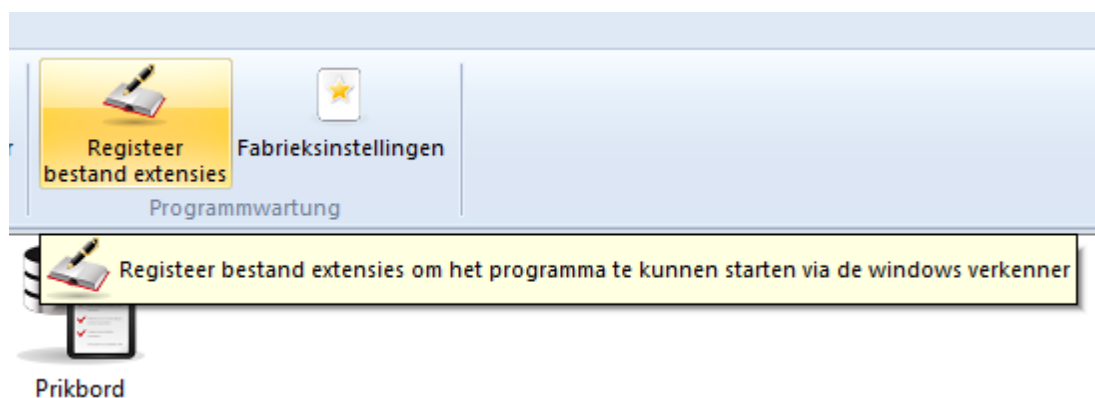 Registeer
bestand extensies
Fabrieksinstellingen
Programmwartung
Registeer bestand extensies om het programma te kunnen starten via de windows verkenner
Prikbord